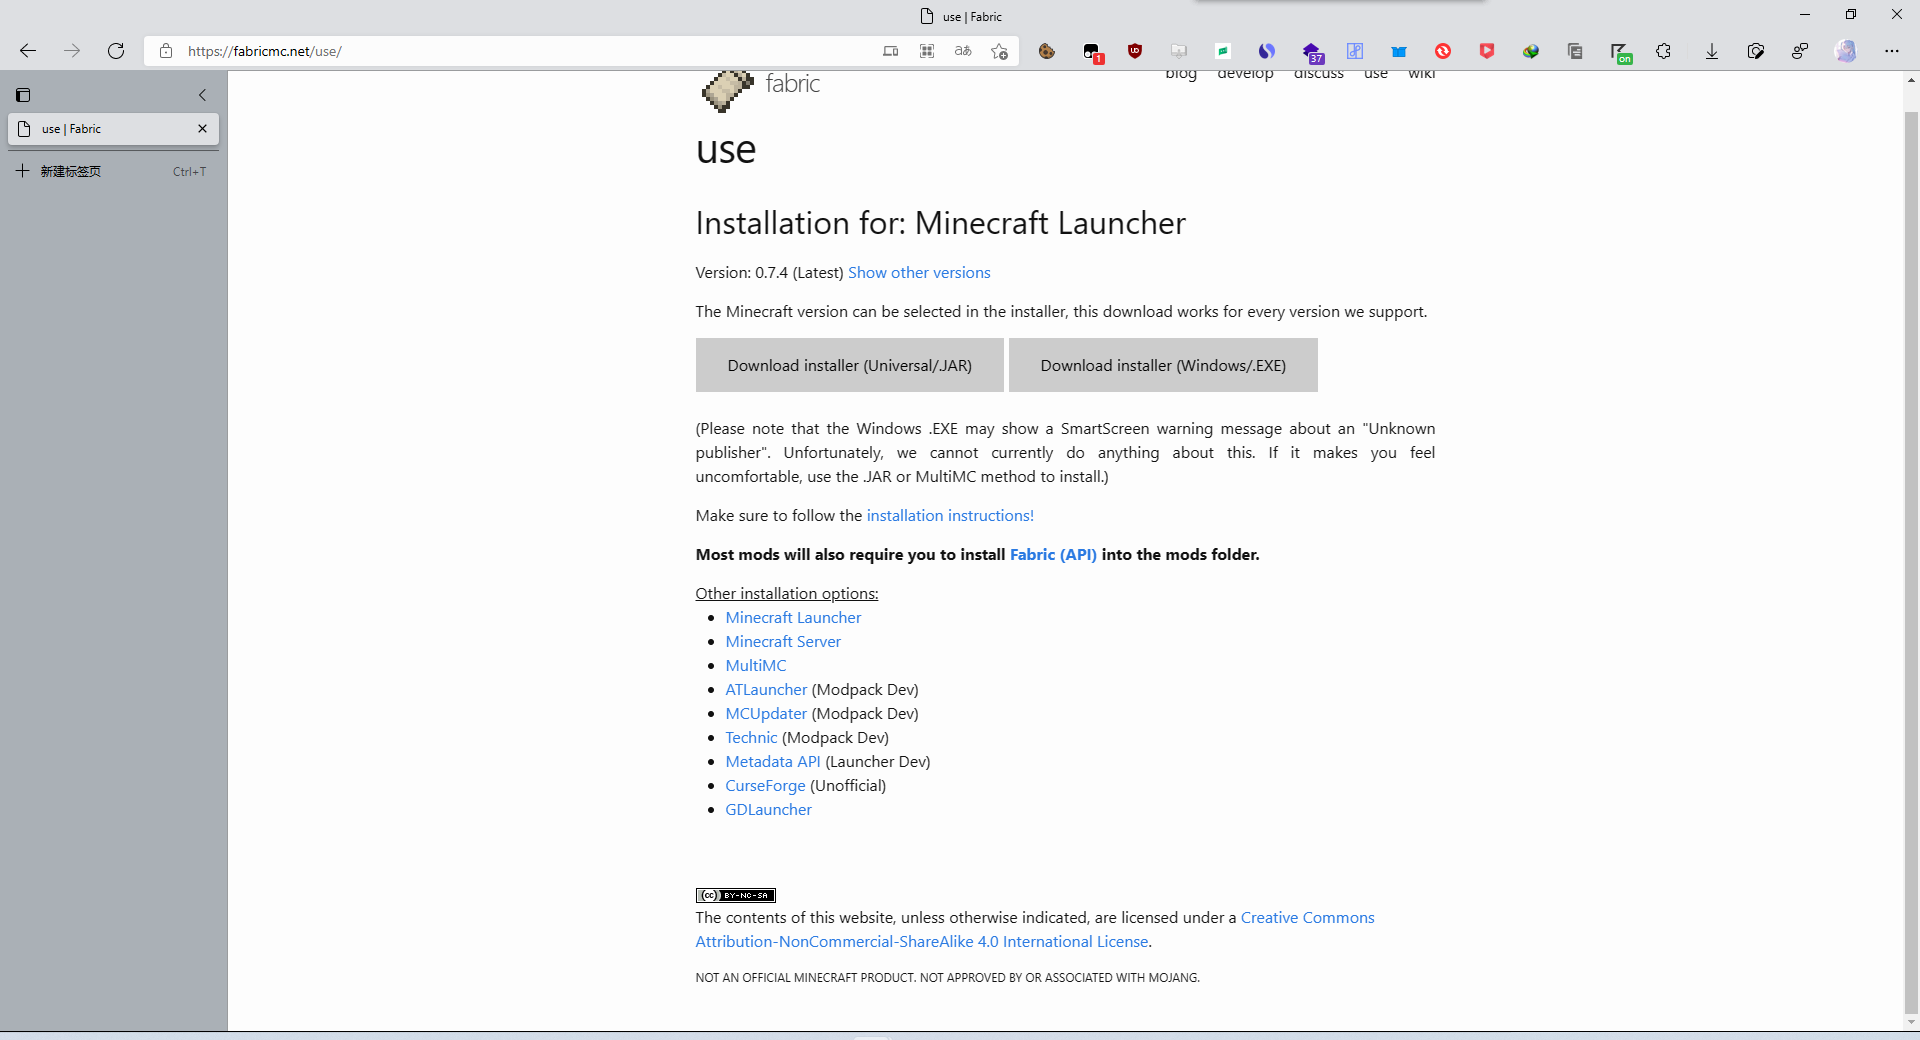 use | Fabric
https://fabricmc.net/use/
1
37
on
use | Fabric
新建标签页 Ctrl+T
fabric
blog develop discuss use wiki
use
Installation for: Minecraft Launcher
Version: 0.7.4 (Latest) Show other versions
The Minecraft version can be selected in the installer, this download works for every version we support.
Download installer (Universal/.JAR)
Download installer (Windows/.EXE)
(Please note that the Windows .EXE may show a SmartScreen warning message about an "Unknown
publisher". Unfortunately, we cannot currently do anything about this. If it makes you feel
uncomfortable, use the .JAR or MultiMC method to install.)
Make sure to follow the installation instructions!
Most mods will also require you to install Fabric (API) into the mods folder.
Other installation options:
Minecraft Launcher
Minecraft Server
MultiMC
ATLauncher (Modpack Dev)
MCUpdater (Modpack Dev)
Technic (Modpack Dev)
Metadata API (Launcher Dev)
CurseForge (Unofficial)
GDLauncher
cc BY-NC-SA
The contents of this website, unless otherwise indicated, are licensed under a Creative Commons
Attribution-NonCommercial-ShareAlike 4.0 International License.
NOT AN OFFICIAL MINECRAFT PRODUCT. NOT APPROVED BY OR ASSOCIATED WITH MOJANG.